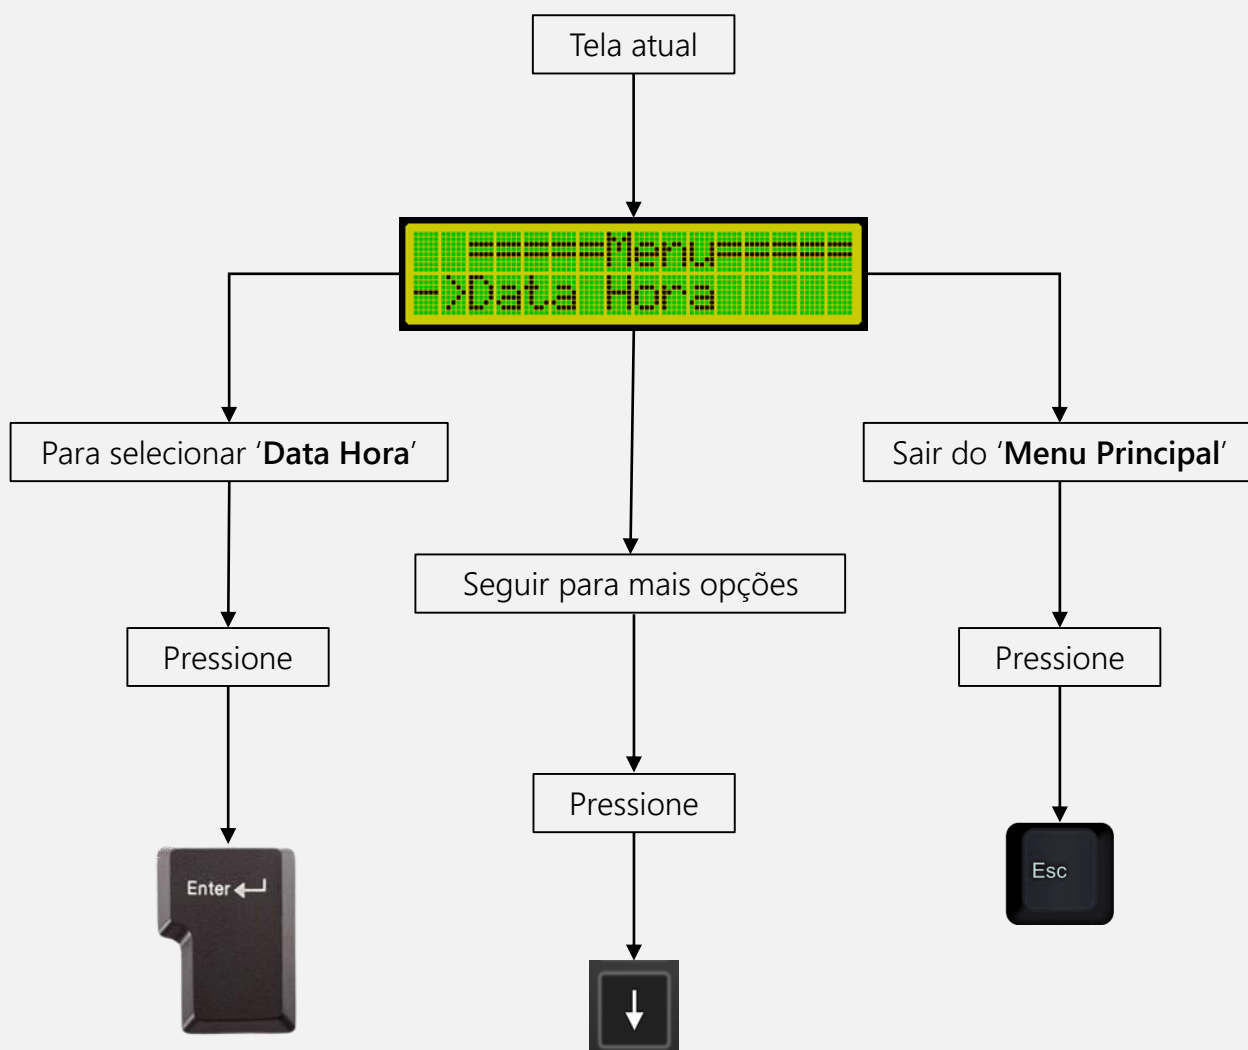 Tela atual
=====Menu=====
->Data Hora
Para selecionar ‘Data Hora’
Sair do ‘Menu Principal’
Seguir para mais opções
Pressione
Pressione
Pressione
Enter
Esc